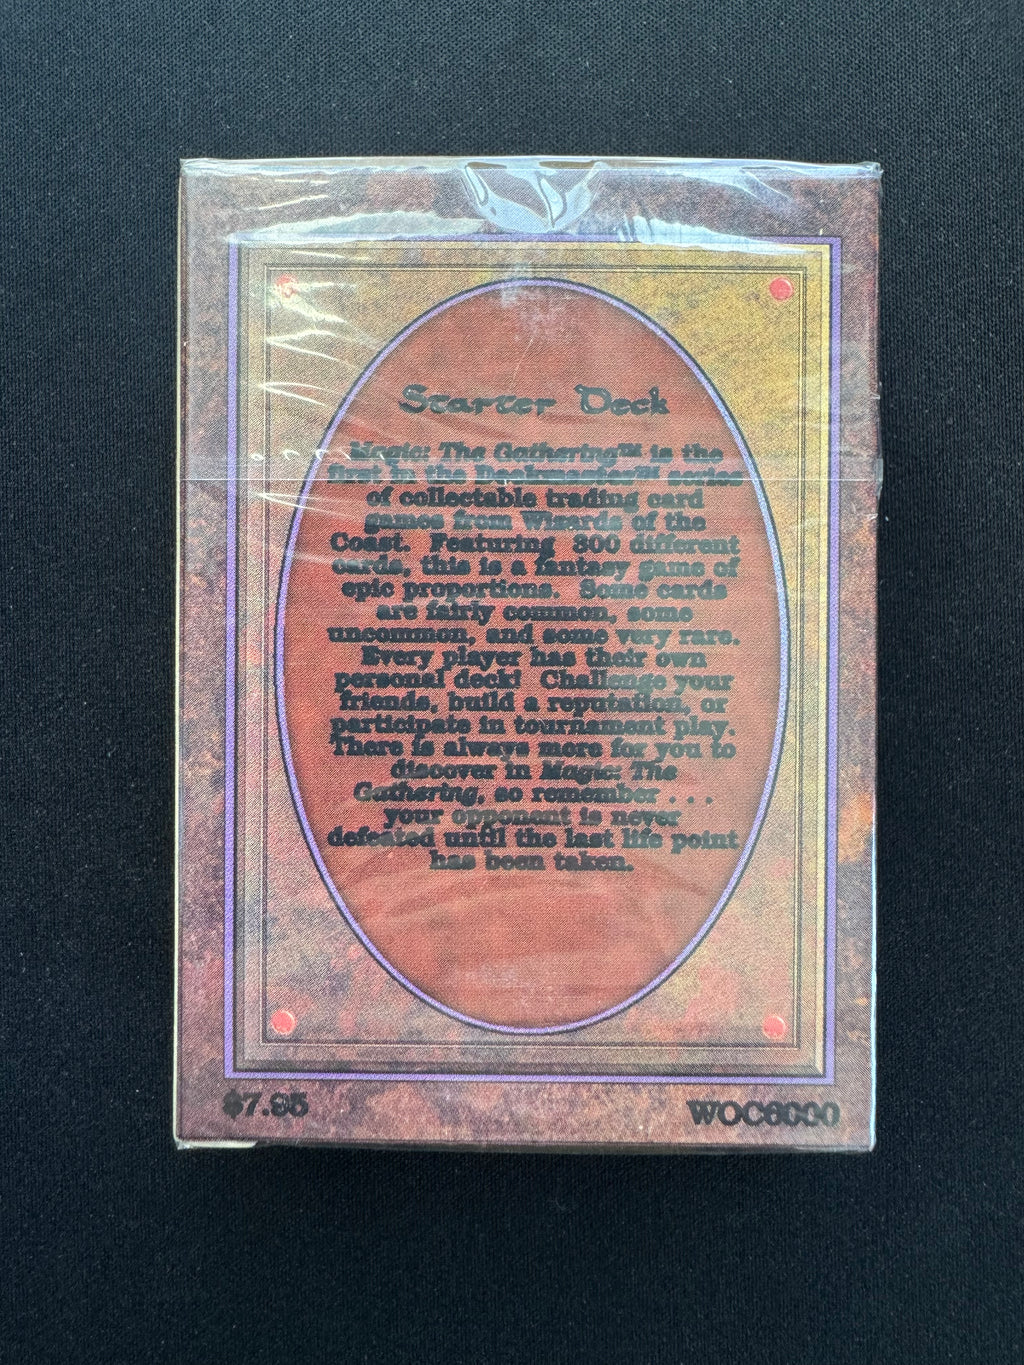 Starter Deck
Magic: The Gathering™ is the
first in the Deckmaster™ series
of collectable trading card
games from Wizards of the
Coast. Featuring 300 different
cards, this is a fantasy game of
epic proportions. Some cards
are fairly common, some
uncommon, and some very rare.
Every player has their own
personal deck! Challenge your
friends, build a reputation, or
participate in tournament play.
There is always more for you to
discover in Magic: The
Gathering, so remember . . .
your opponent is never
defeated until the last life point
has been taken.
$7.95 WOC6000